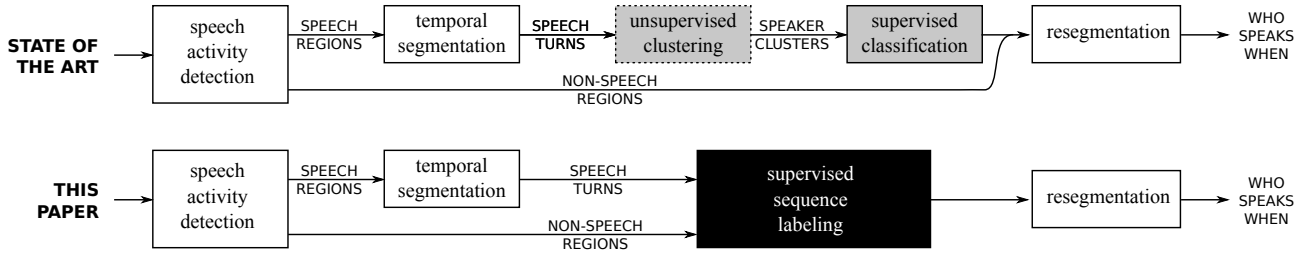 STATE OF
THE ART
speech
activity
detection
SPEECH
REGIONS
temporal
segmentation
SPEECH
TURNS
unsupervised
clustering
SPEAKER
CLUSTERS
supervised
classification
NON-SPEECH
REGIONS
resegmentation
WHO
SPEAKS
WHEN
THIS
PAPER
speech
activity
detection
SPEECH
REGIONS
temporal
segmentation
SPEECH
TURNS
NON-SPEECH
REGIONS
supervised
sequence
labeling
resegmentation
WHO
SPEAKS
WHEN